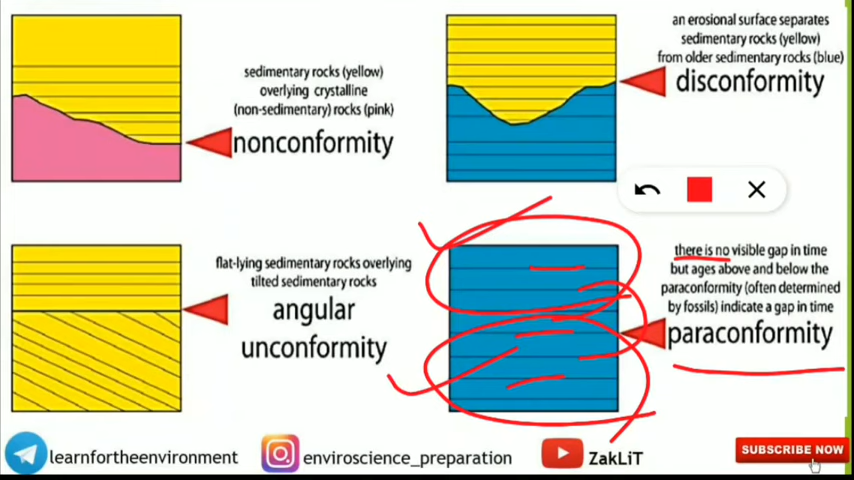 sedimentary rocks (yellow)
overlying crystalline
(non-sedimentary) rocks (pink)
nonconformity
an erosional surface separates
sedimentary rocks (yellow)
from older sedimentary rocks (blue)
disconformity
flat-lying sedimentary rocks overlying
tilted sedimentary rocks
angular
unconformity
there is no visible gap in time
but ages above and below the
paraconformity (often determined
by fossils) indicate a gap in time
paraconformity
learnfortheenvironment
enviroscience_preparation
ZakLiT
SUBSCRIBE NOW